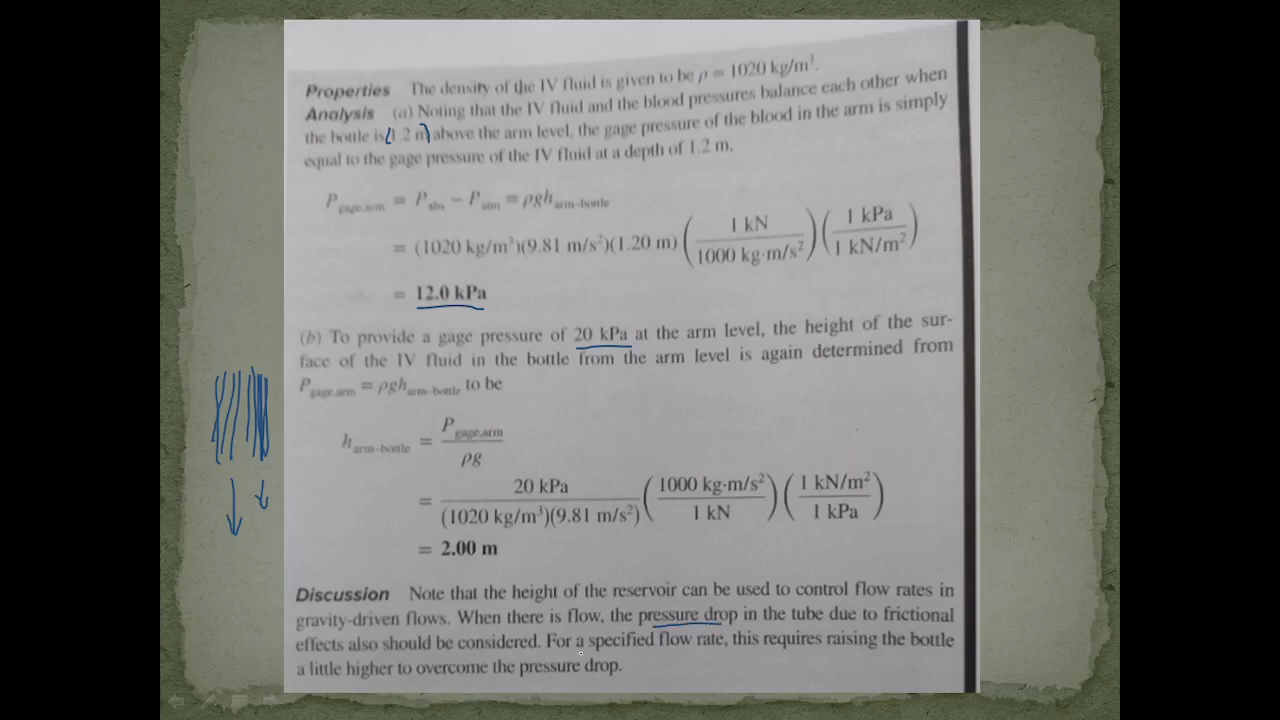 Properties The density of the IV fluid is given to be ρ = 1020 kg/m³.
Analysis (a) Noting that the IV fluid and the blood pressures balance each other when
the bottle is 1.2 m above the arm level, the gage pressure of the blood in the arm is simply
equal to the gage pressure of the IV fluid at a depth of 1.2 m,
P gage,arm = P abs − P atm = ρgh arm–bottle
= (1020 kg/m³)(9.81 m/s²)(1.20 m) (1 kN / 1000 kg·m/s²) (1 kPa / 1 kN/m²)
= 12.0 kPa
(b) To provide a gage pressure of 20 kPa at the arm level, the height of the sur-
face of the IV fluid in the bottle from the arm level is again determined from
P gage,arm = ρgh arm–bottle to be
h arm–bottle = P gage,arm / ρg
= 20 kPa / (1020 kg/m³)(9.81 m/s²) (1000 kg·m/s² / 1 kN) (1 kN/m² / 1 kPa)
= 2.00 m
Discussion Note that the height of the reservoir can be used to control flow rates in
gravity-driven flows. When there is flow, the pressure drop in the tube due to frictional
effects also should be considered. For a specified flow rate, this requires raising the bottle
a little higher to overcome the pressure drop.